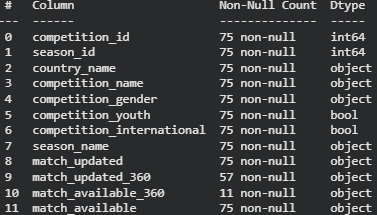 #   Column                     Non-Null Count  Dtype
--- ------                     --------------  -----
0   competition_id             75 non-null     int64
1   season_id                  75 non-null     int64
2   country_name               75 non-null     object
3   competition_name           75 non-null     object
4   competition_gender         75 non-null     object
5   competition_youth          75 non-null     bool
6   competition_international  75 non-null     bool
7   season_name                75 non-null     object
8   match_updated              75 non-null     object
9   match_updated_360          57 non-null     object
10  match_available_360        11 non-null     object
11  match_available            75 non-null     object